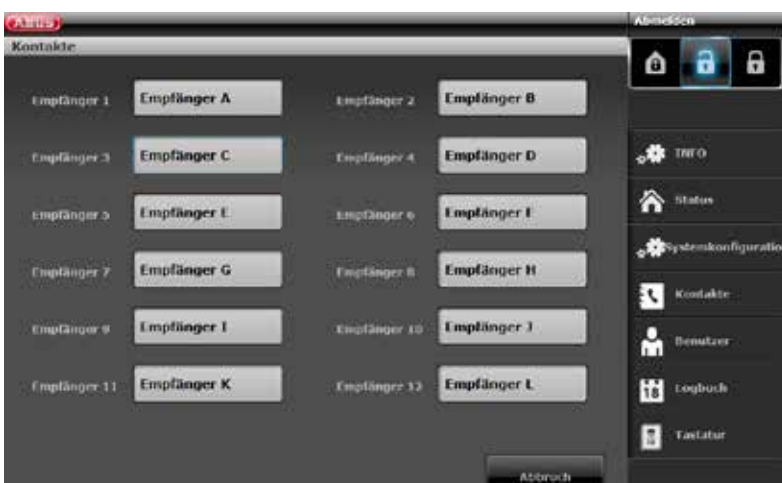 Abmelden
Kontakte
Empfänger 1 Empfänger A Empfänger 2 Empfänger B
Empfänger 3 Empfänger C Empfänger 4 Empfänger D
Empfänger 5 Empfänger E Empfänger 6 Empfänger F
Empfänger 7 Empfänger G Empfänger 8 Empfänger H
Empfänger 9 Empfänger I Empfänger 10 Empfänger J
Empfänger 11 Empfänger K Empfänger 12 Empfänger L
Abbruch
INFO
Status
Systemkonfiguratio
Kontakte
Benutzer
18 Logbuch
Tastatur